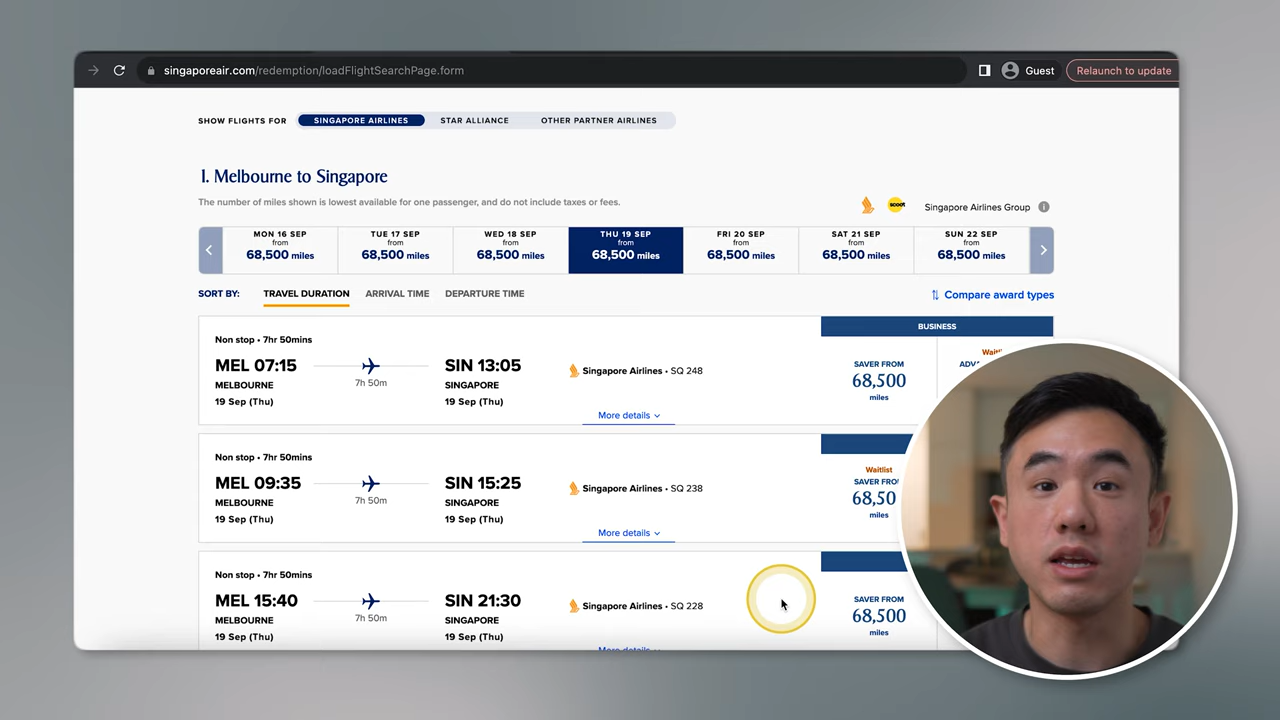 singaporeair.com/redemption/loadFlightSearchPage.form
Guest
Relaunch to update
SHOW FLIGHTS FOR
SINGAPORE AIRLINES
STAR ALLIANCE
OTHER PARTNER AIRLINES
1. Melbourne to Singapore
The number of miles shown is lowest available for one passenger, and do not include taxes or fees.
scoot
Singapore Airlines Group
MON 16 SEP
from
68,500 miles
TUE 17 SEP
from
68,500 miles
WED 18 SEP
from
68,500 miles
THU 19 SEP
from
68,500 miles
FRI 20 SEP
from
68,500 miles
SAT 21 SEP
from
68,500 miles
SUN 22 SEP
from
68,500 miles
SORT BY:
TRAVEL DURATION
ARRIVAL TIME
DEPARTURE TIME
Compare award types
BUSINESS
Non stop • 7hr 50mins
MEL 07:15
MELBOURNE
19 Sep (Thu)
7h 50m
SIN 13:05
SINGAPORE
19 Sep (Thu)
Singapore Airlines • SQ 248
More details
SAVER FROM
68,500
miles
Non stop • 7hr 50mins
MEL 09:35
MELBOURNE
19 Sep (Thu)
7h 50m
SIN 15:25
SINGAPORE
19 Sep (Thu)
Singapore Airlines • SQ 238
More details
Waitlist
SAVER
miles
Non stop • 7hr 50mins
MEL 15:40
MELBOURNE
19 Sep (Thu)
7h 50m
SIN 21:30
SINGAPORE
19 Sep (Thu)
Singapore Airlines • SQ 228
SAVER FROM
68,500
miles